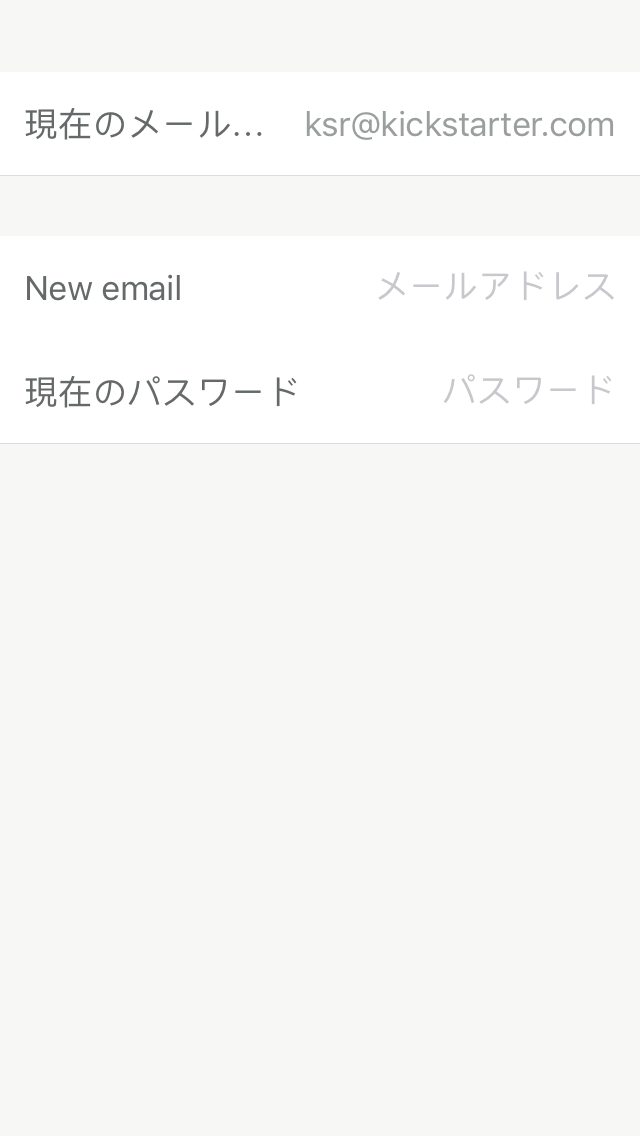 現在のメール... ksr@kickstarter.com
New email メールアドレス
現在のパスワード パスワード